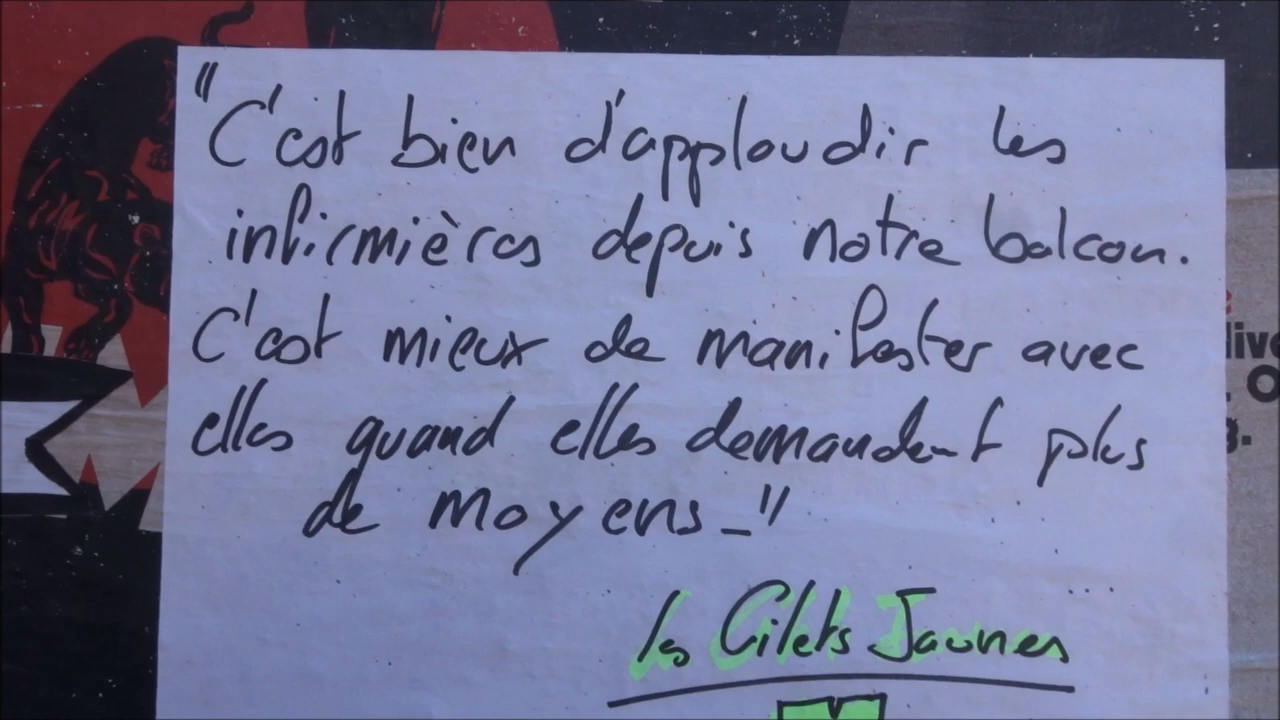 "C'est bien d'applaudir les
infirmières depuis notre balcon.
C'est mieux de manifester avec
elles quand elles demandent plus
de moyens_"
les Gilets Jaunes